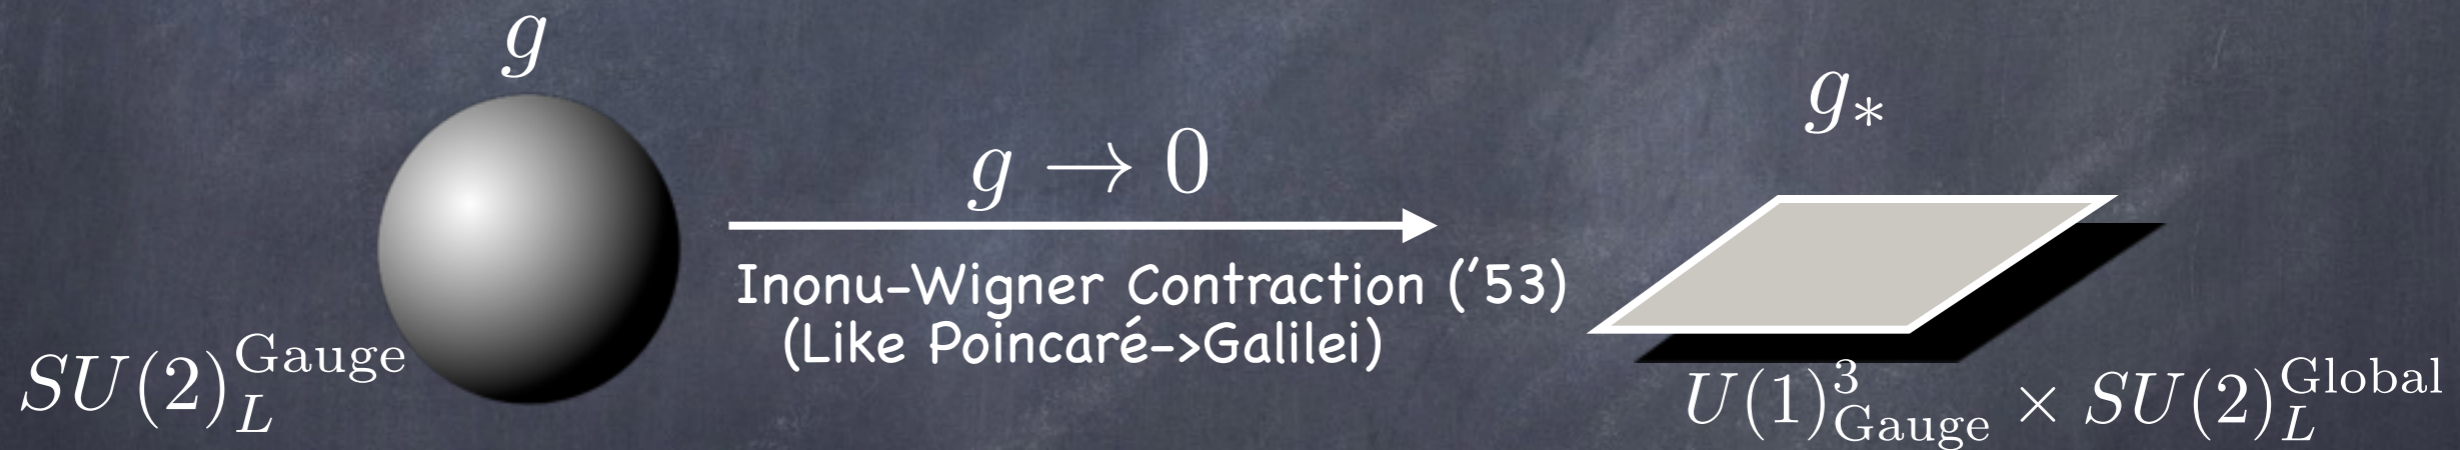 g
g → 0
g_*
Inonu-Wigner Contraction ('53)
(Like Poincaré->Galilei)
SU(2)_L^Gauge
U(1)^3_Gauge × SU(2)_L^Global